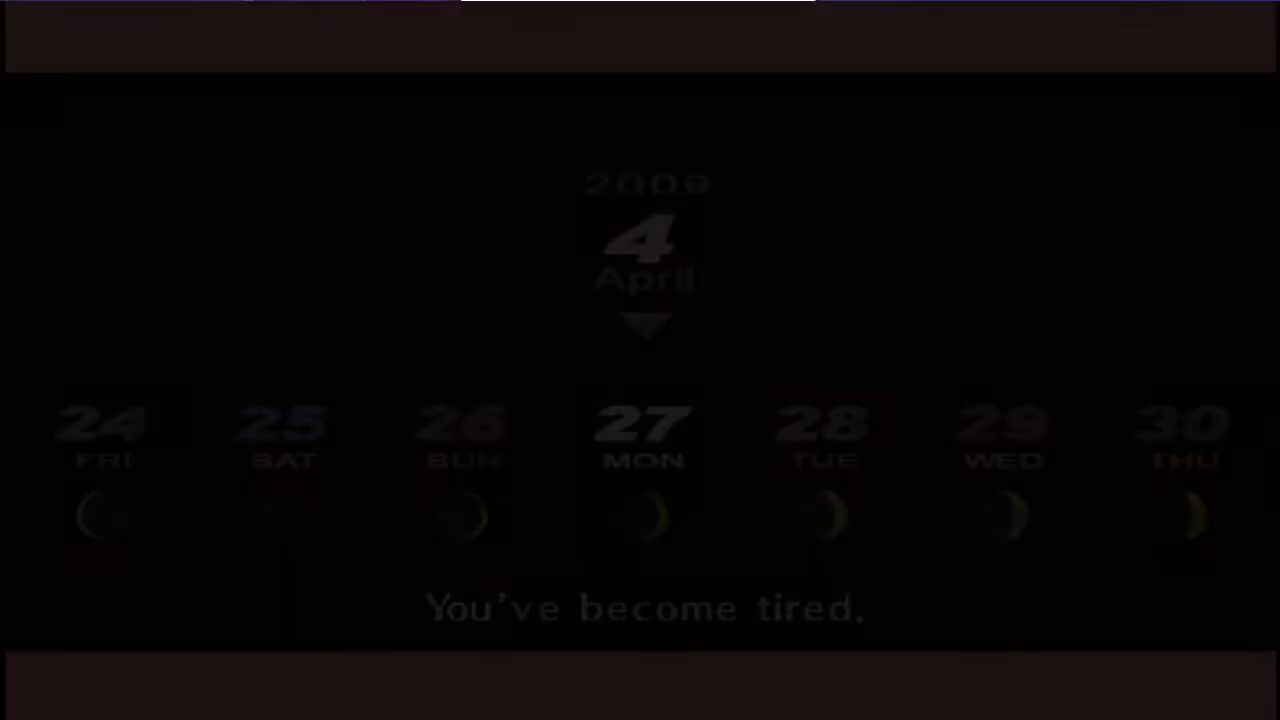 2009
4
April
24 25 26 27 28 29 30
FRI SAT SUN MON TUE WED THU
You've become tired.